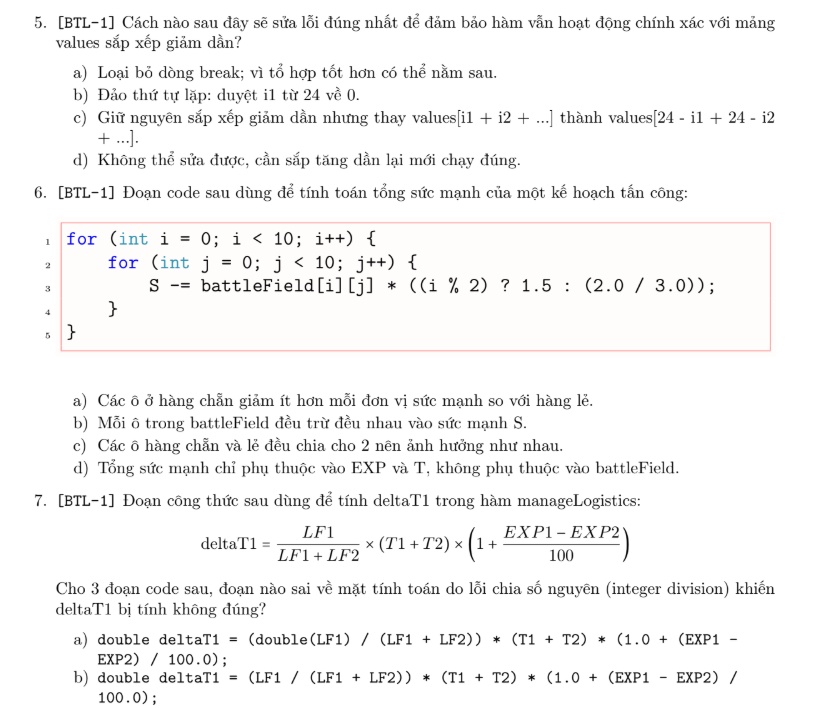 5. [BTL-1] Cách nào sau đây sẽ sửa lỗi đúng nhất để đảm bảo hàm vẫn hoạt động chính xác với mảng
values sắp xếp giảm dần?
a) Loại bỏ dòng break; vì tổ hợp tốt hơn có thể nằm sau.
b) Đảo thứ tự lặp: duyệt i1 từ 24 về 0.
c) Giữ nguyên sắp xếp giảm dần nhưng thay values[i1 + i2 + ...] thành values[24 - i1 + 24 - i2
+ ...].
d) Không thể sửa được, cần sắp tăng dần lại mới chạy đúng.
6. [BTL-1] Đoạn code sau dùng để tính toán tổng sức mạnh của một kế hoạch tấn công:
1 for (int i = 0; i < 10; i++) {
2 for (int j = 0; j < 10; j++) {
3 S -= battleField[i][j] * ((i % 2) ? 1.5 : (2.0 / 3.0));
4 }
5 }
a) Các ô ở hàng chẵn giảm ít hơn mỗi đơn vị sức mạnh so với hàng lẻ.
b) Mỗi ô trong battleField đều trừ đều nhau vào sức mạnh S.
c) Các ô hàng chẵn và lẻ đều chia cho 2 nên ảnh hưởng như nhau.
d) Tổng sức mạnh chỉ phụ thuộc vào EXP và T, không phụ thuộc vào battleField.
7. [BTL-1] Đoạn công thức sau dùng để tính deltaT1 trong hàm manageLogistics:
deltaT1 = LF1 / (LF1 + LF2) × (T1 + T2) × (1 + (EXP1 − EXP2) / 100)
Cho 3 đoạn code sau, đoạn nào sai về mặt tính toán do lỗi chia số nguyên (integer division) khiến
deltaT1 bị tính không đúng?
a) double deltaT1 = (double(LF1) / (LF1 + LF2)) * (T1 + T2) * (1.0 + (EXP1 -
EXP2) / 100.0);
b) double deltaT1 = (LF1 / (LF1 + LF2)) * (T1 + T2) * (1.0 + (EXP1 - EXP2) /
100.0);